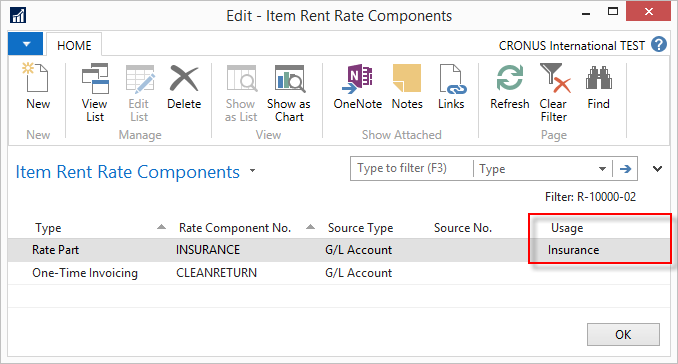 Edit - Item Rent Rate Components
HOME
CRONUS International TEST
New
View List
Edit List
Delete
Show as List
Show as Chart
OneNote
Notes
Links
Refresh
Clear Filter
Find
New
Manage
View
Show Attached
Page
Item Rent Rate Components
Type to filter (F3)
Type
Filter: R-10000-02
Type Rate Component No. Source Type Source No. Usage
Rate Part INSURANCE G/L Account Insurance
One-Time Invoicing CLEANRETURN G/L Account
OK